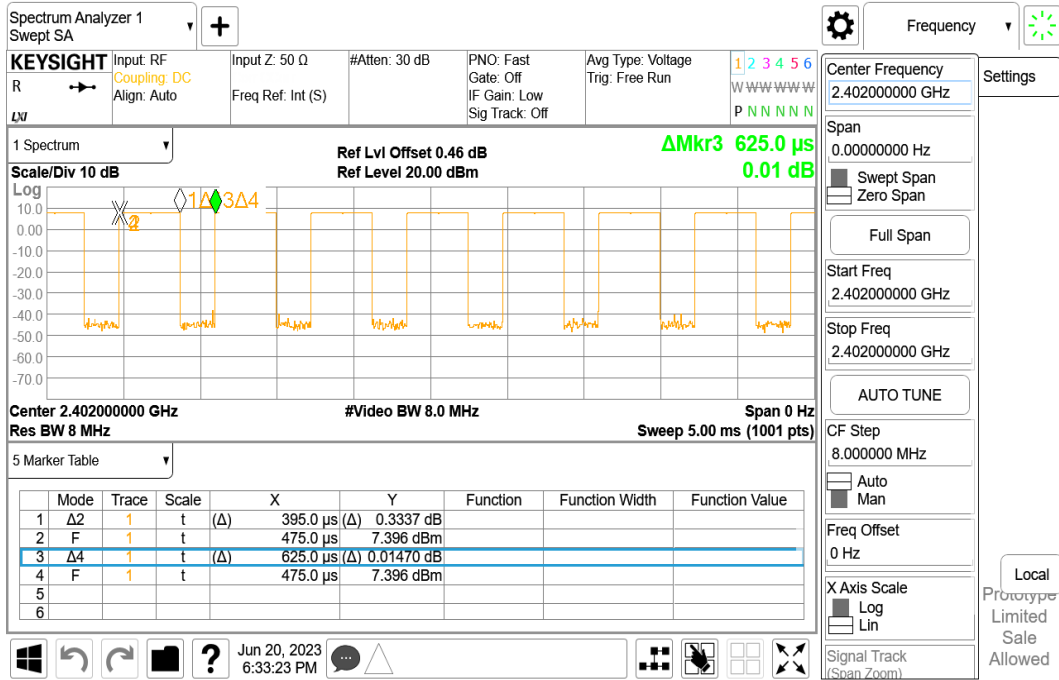 Spectrum Analyzer 1
Swept SA
Frequency
KEYSIGHT
R
LXI
Input: RF
Coupling: DC
Align: Auto
Input Z: 50 Ω
Freq Ref: Int (S)
#Atten: 30 dB
PNO: Fast
Gate: Off
IF Gain: Low
Sig Track: Off
Avg Type: Voltage
Trig: Free Run
1 2 3 4 5 6
W W W W W W
P N N N N N
1 Spectrum
Scale/Div 10 dB
Ref Lvl Offset 0.46 dB
Ref Level 20.00 dBm
ΔMkr3 625.0 µs
0.01 dB
Log
1Δ
3Δ4
10.0
0.00
-10.0
-20.0
-30.0
-40.0
-50.0
-60.0
-70.0
Center 2.402000000 GHz
#Video BW 8.0 MHz
Span 0 Hz
Res BW 8 MHz
Sweep 5.00 ms (1001 pts)
5 Marker Table
Mode Trace Scale X Y Function Function Width Function Value
1 Δ2 1 t (Δ) 395.0 µs (Δ) 0.3337 dB
2 F 1 t 475.0 µs 7.396 dBm
3 Δ4 1 t (Δ) 625.0 µs (Δ) 0.01470 dB
4 F 1 t 475.0 µs 7.396 dBm
5
6
?
Jun 20, 2023
6:33:23 PM
Center Frequency
2.402000000 GHz
Settings
Span
0.00000000 Hz
Swept Span
Zero Span
Full Span
Start Freq
2.402000000 GHz
Stop Freq
2.402000000 GHz
AUTO TUNE
CF Step
8.000000 MHz
Auto
Man
Freq Offset
0 Hz
X Axis Scale
Log
Lin
Signal Track
(Span Zoom)
Local
Prototype
Limited
Sale
Allowed